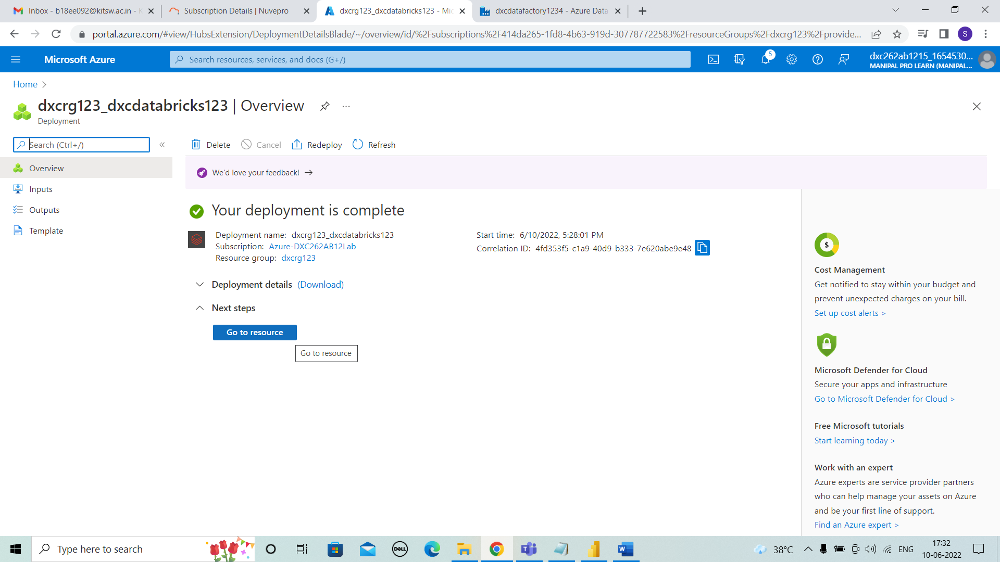 Inbox - b18ee092@kitsw.ac.in - K
Subscription Details | Nuvepro
dxcrg123_dxcdatabricks123 - Mic
dxcdatafactory1234 - Azure Data
portal.azure.com/#view/HubsExtension/DeploymentDetailsBlade/~/overview/id/%2Fsubscriptions%2F414da265-1fd8-4b63-919d-307787722583%2FresourceGroups%2Fdxcrg123%2Fprovide...
S
Microsoft Azure
Search resources, services, and docs (G+/)
5
dxc262ab1215_1654530...
MANIPAL PRO LEARN (MANIPAL...
Home
dxcrg123_dxcdatabricks123 | Overview
Deployment
Search (Ctrl+/)
Delete
Cancel
Redeploy
Refresh
Overview
Inputs
Outputs
Template
We'd love your feedback! →
Your deployment is complete
Deployment name: dxcrg123_dxcdatabricks123
Subscription: Azure-DXC262AB12Lab
Resource group: dxcrg123
Start time: 6/10/2022, 5:28:01 PM
Correlation ID: 4fd353f5-c1a9-40d9-b333-7e620abe9e48
Deployment details (Download)
Next steps
Go to resource
Go to resource
$
Cost Management
Get notified to stay within your budget and
prevent unexpected charges on your bill.
Set up cost alerts >
Microsoft Defender for Cloud
Secure your apps and infrastructure
Go to Microsoft Defender for Cloud >
Free Microsoft tutorials
Start learning today >
Work with an expert
Azure experts are service provider partners
who can help manage your assets on Azure
and be your first line of support.
Find an Azure expert >
Type here to search
DELL
38°C
ENG
17:32
10-06-2022